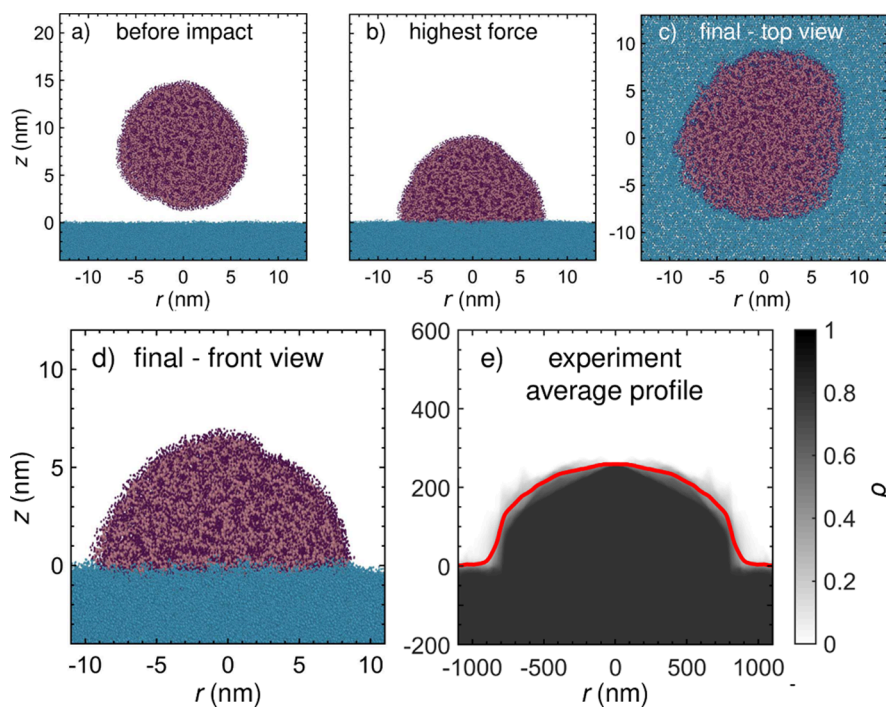 a) before impact
20
15
10
5
0
z (nm)
-10 -5 0 5 10
r (nm)
b) highest force
-10 -5 0 5 10
r (nm)
c) final - top view
10
5
0
-5
-10
-10 -5 0 5 10
r (nm)
d) final - front view
10
5
0
z (nm)
-10 -5 0 5 10
r (nm)
e) experiment
average profile
600
400
200
0
-200
-1000 -500 0 500 1000
r (nm)
1
0.8
0.6
0.4
0.2
0
ρ
-